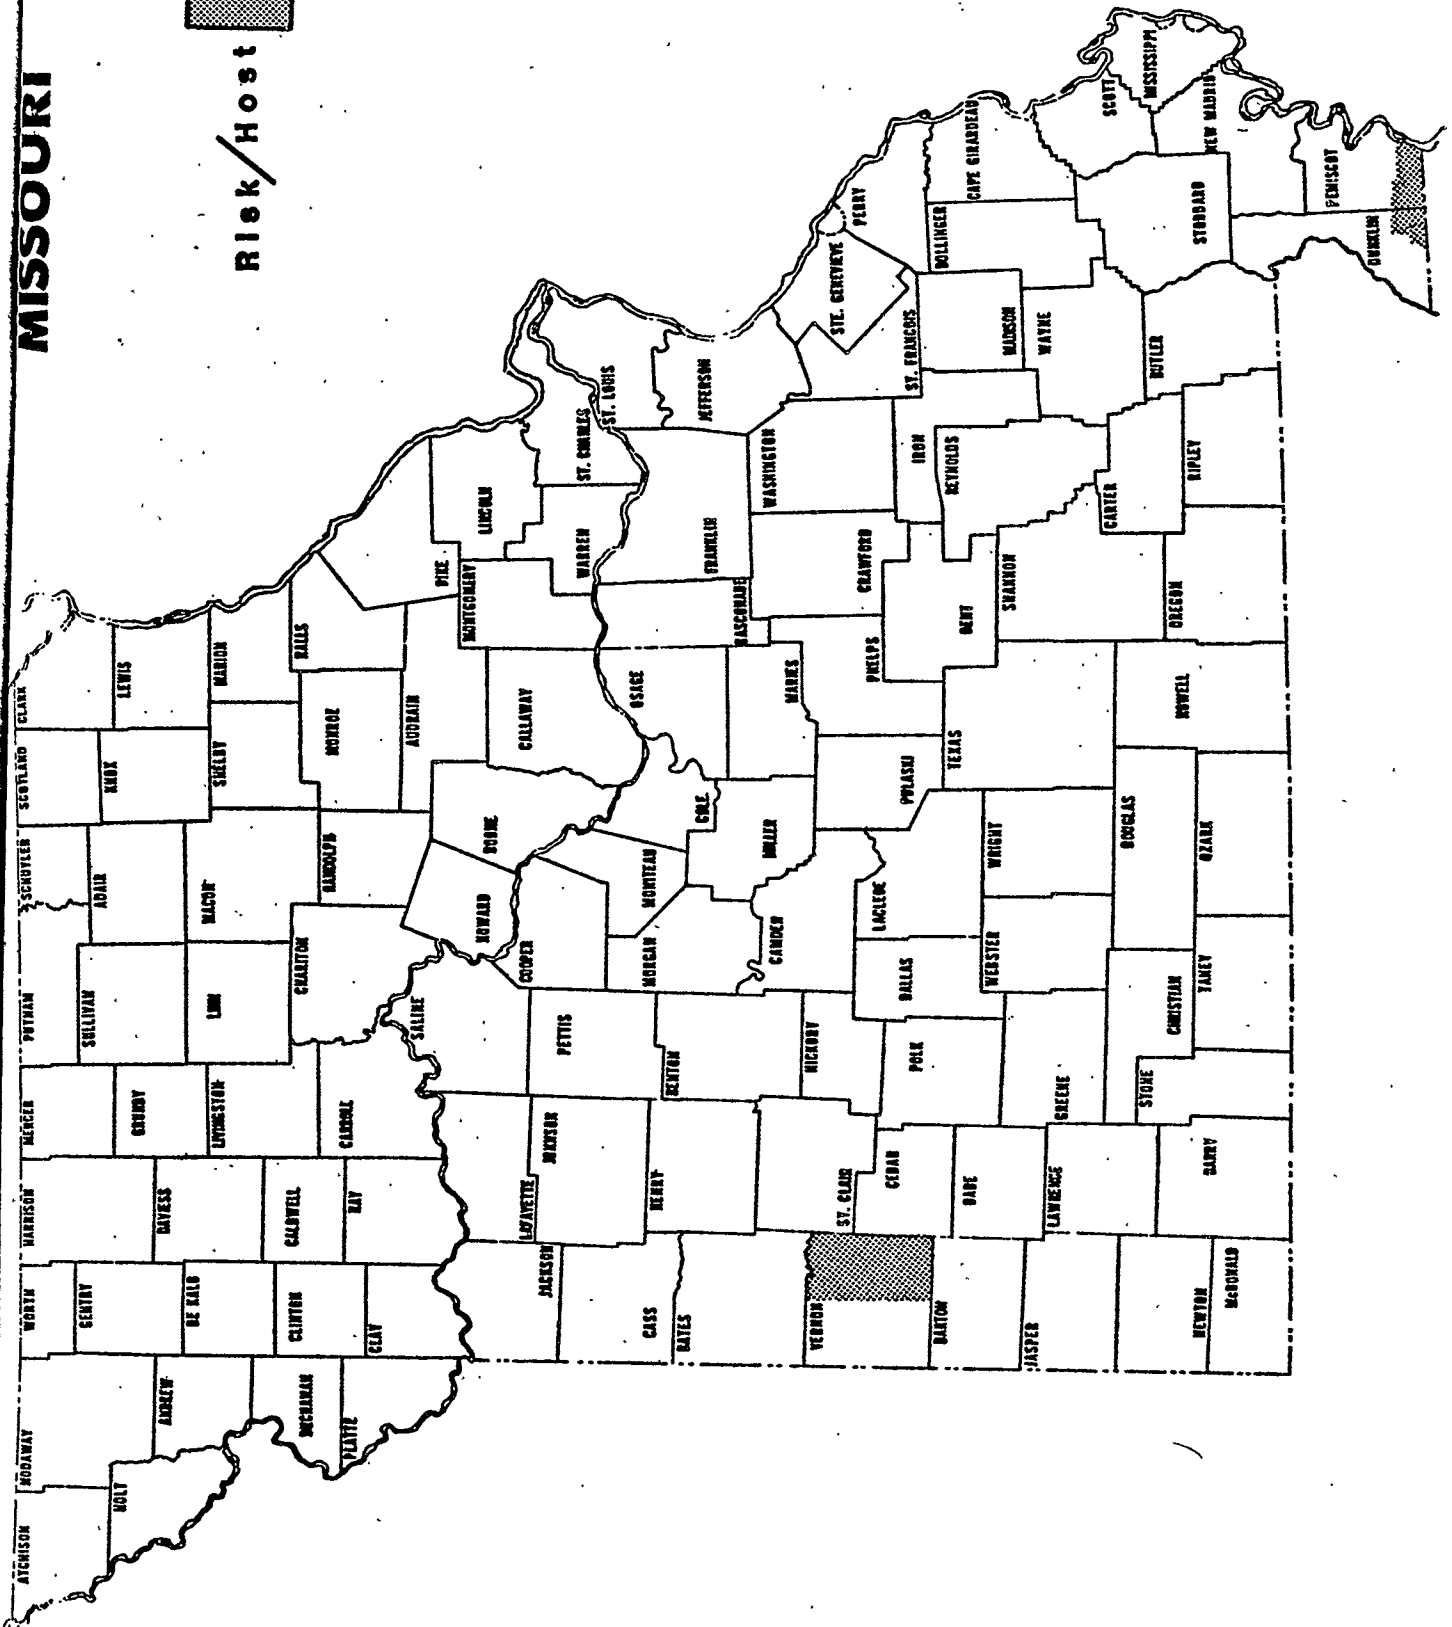 MISSOURI
Risk/Host
ATCHISON
NODAWAY
WORTH
HARRISON
MERCER
PUTNAM
SCHUYLER
SCOTLAND
CLARK
HOLT
ANDREW
GENTRY
DE KALB
DAVIESS
GRUNDY
SULLIVAN
ADAIR
KNOX
LEWIS
BUCHANAN
CLINTON
CALDWELL
LIVINGSTON
LINN
MACON
SHELBY
MARION
PLATTE
CLAY
RAY
CARROLL
CHARITON
RANDOLPH
MONROE
RALLS
PIKE
JACKSON
LAFAYETTE
SALINE
HOWARD
BOONE
AUDRAIN
CALLAWAY
MONTGOMERY
LINCOLN
WARREN
ST. CHARLES
ST. LOUIS
CASS
JOHNSON
PETTIS
COOPER
MONITEAU
COLE
OSAGE
GASCONADE
FRANKLIN
JEFFERSON
BATES
HENRY
BENTON
MORGAN
MILLER
MARIES
CRAWFORD
WASHINGTON
STE. GENEVIEVE
PERRY
VERNON
ST. CLAIR
HICKORY
CAMDEN
PULASKI
PHELPS
DENT
IRON
ST. FRANCOIS
MADISON
BOLLINGER
CAPE GIRARDEAU
BARTON
CEDAR
POLK
DALLAS
LACLEDE
TEXAS
SHANNON
REYNOLDS
WAYNE
JASPER
DADE
GREENE
WEBSTER
WRIGHT
CARTER
BUTLER
STODDARD
SCOTT
MISSISSIPPI
NEW MADRID
NEWTON
LAWRENCE
CHRISTIAN
DOUGLAS
HOWELL
OREGON
RIPLEY
DUNKLIN
PEMISCOT
McDONALD
BARRY
STONE
TANEY
OZARK